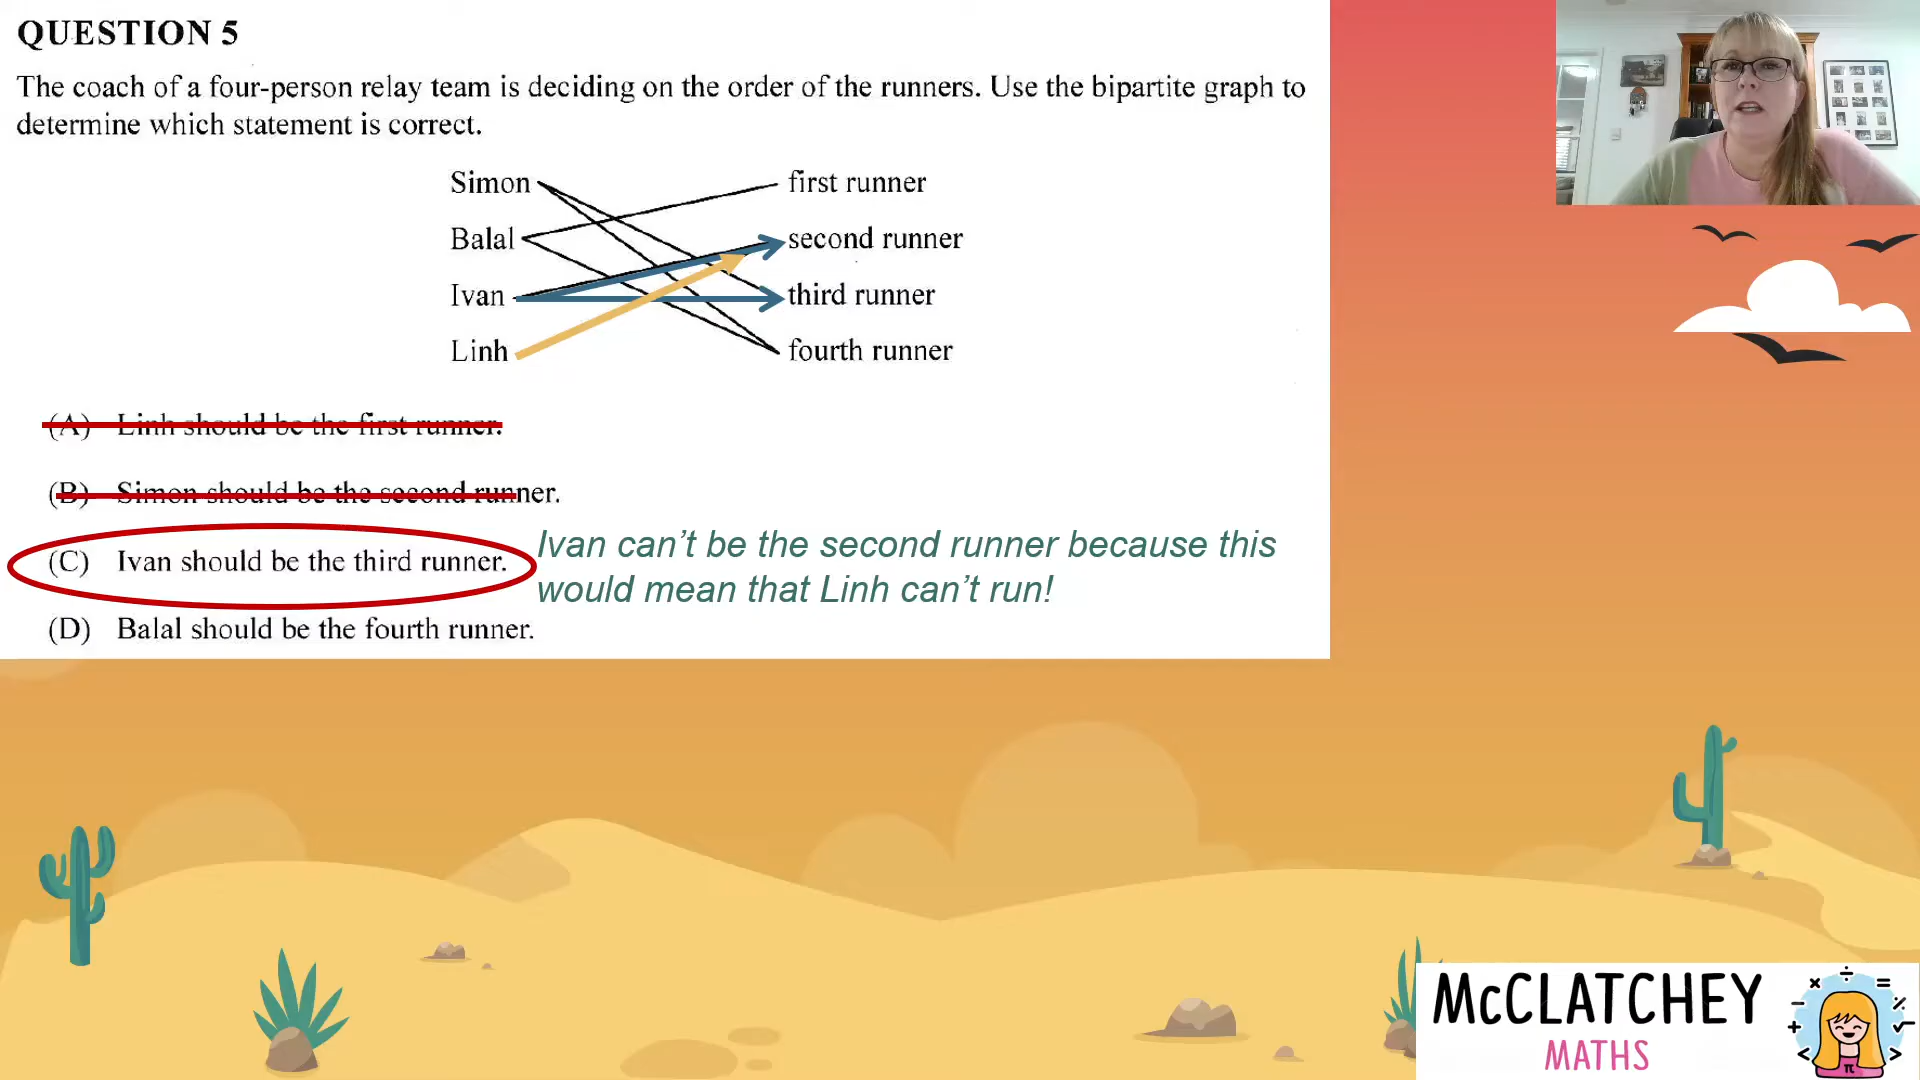 QUESTION 5
The coach of a four-person relay team is deciding on the order of the runners. Use the bipartite graph to
determine which statement is correct.
Simon
first runner
Balal
second runner
Ivan
third runner
Linh
fourth runner
(A) Linh should be the first runner.
(B) Simon should be the second runner.
(C) Ivan should be the third runner.
Ivan can't be the second runner because this
would mean that Linh can't run!
(D) Balal should be the fourth runner.
McCLATCHEY
MATHS